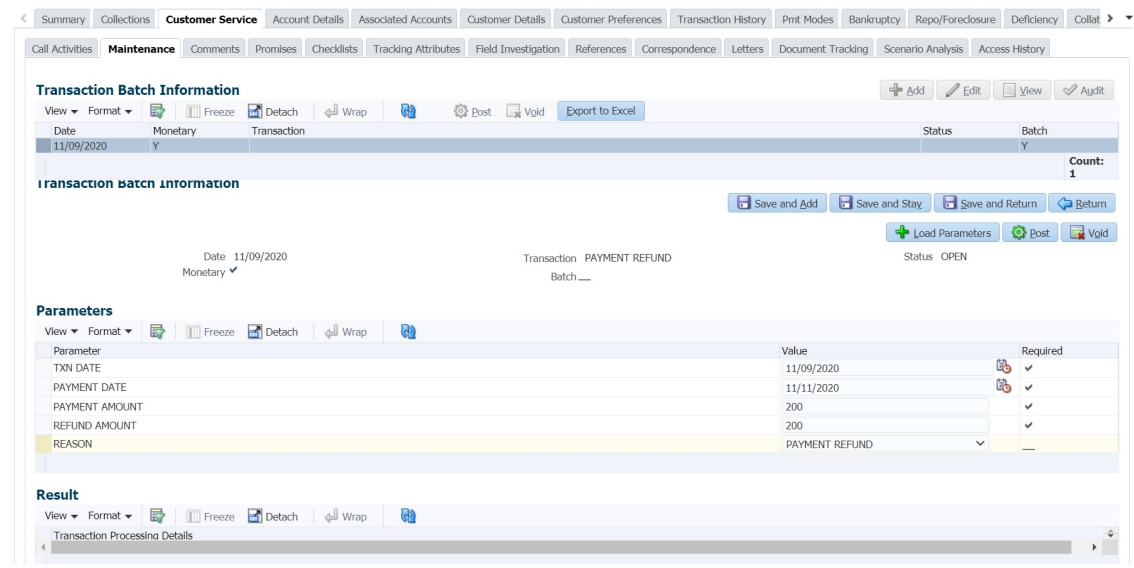 Summary Collections Customer Service Account Details Associated Accounts Customer Details Customer Preferences Transaction History Pmt Modes Bankruptcy Repo/Foreclosure Deficiency Collat
Call Activities Maintenance Comments Promises Checklists Tracking Attributes Field Investigation References Correspondence Letters Document Tracking Scenario Analysis Access History
Transaction Batch Information Add Edit View Audit
View Format Freeze Detach Wrap Post Void Export to Excel
Date Monetary Transaction Status Batch
11/09/2020 Y Y
Count:
1
Transaction Batch Information
Save and Add Save and Stay Save and Return Return
Load Parameters Post Void
Date 11/09/2020 Transaction PAYMENT REFUND Status OPEN
Monetary Batch
Parameters
View Format Freeze Detach Wrap
Parameter Value Required
TXN DATE 11/09/2020
PAYMENT DATE 11/11/2020
PAYMENT AMOUNT 200
REFUND AMOUNT 200
REASON PAYMENT REFUND
Result
View Format Freeze Detach Wrap
Transaction Processing Details